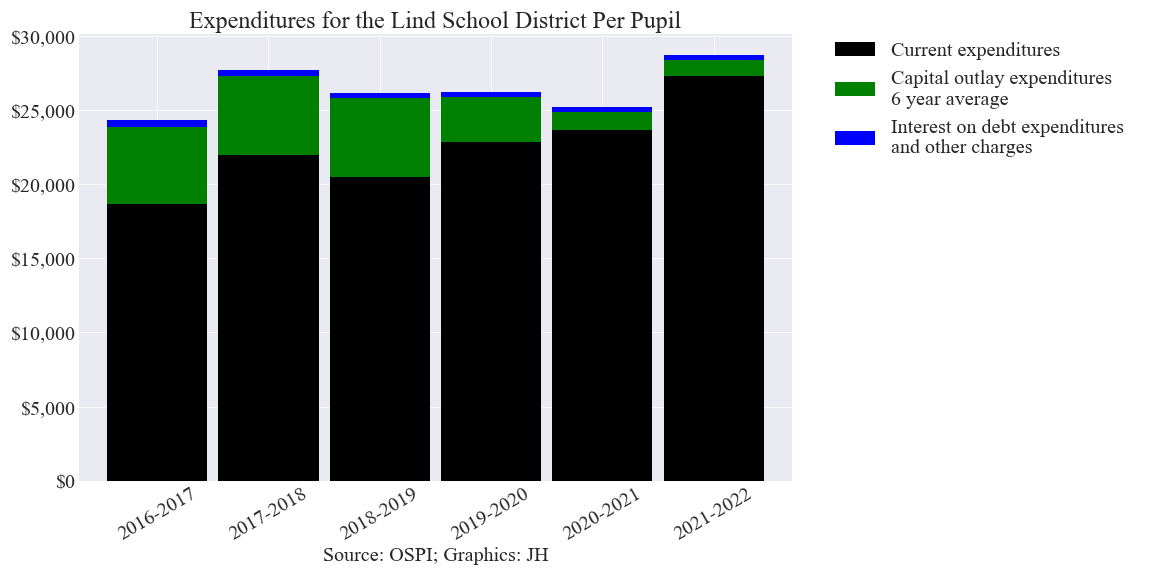 Expenditures for the Lind School District Per Pupil
$30,000
$25,000
$20,000
$15,000
$10,000
$5,000
$0
2016-2017
2017-2018
2018-2019
2019-2020
2020-2021
2021-2022
Source: OSPI; Graphics: JH
Current expenditures
Capital outlay expenditures
6 year average
Interest on debt expenditures
and other charges